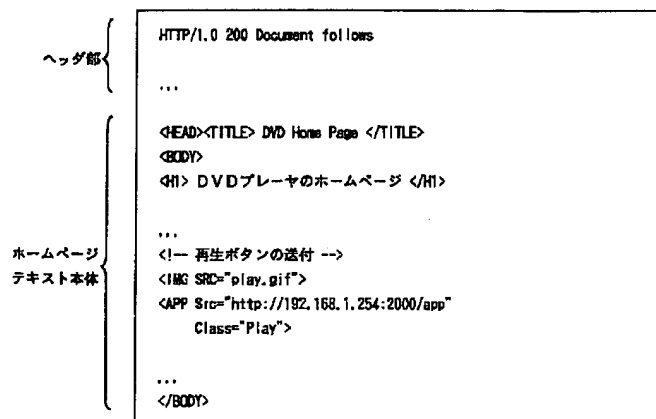 ヘッダ部
HTTP/1.0 200 Document follows
...
ホームページ
テキスト本体
<HEAD><TITLE> DVD Home Page </TITLE>
<BODY>
<H1> DVDプレーヤのホームページ </H1>
...
<!-- 再生ボタンの送付 -->
<IMG SRC="play.gif">
<APP Src="http://192.168.1.254:2000/app"
Class="Play">
...
</BODY>